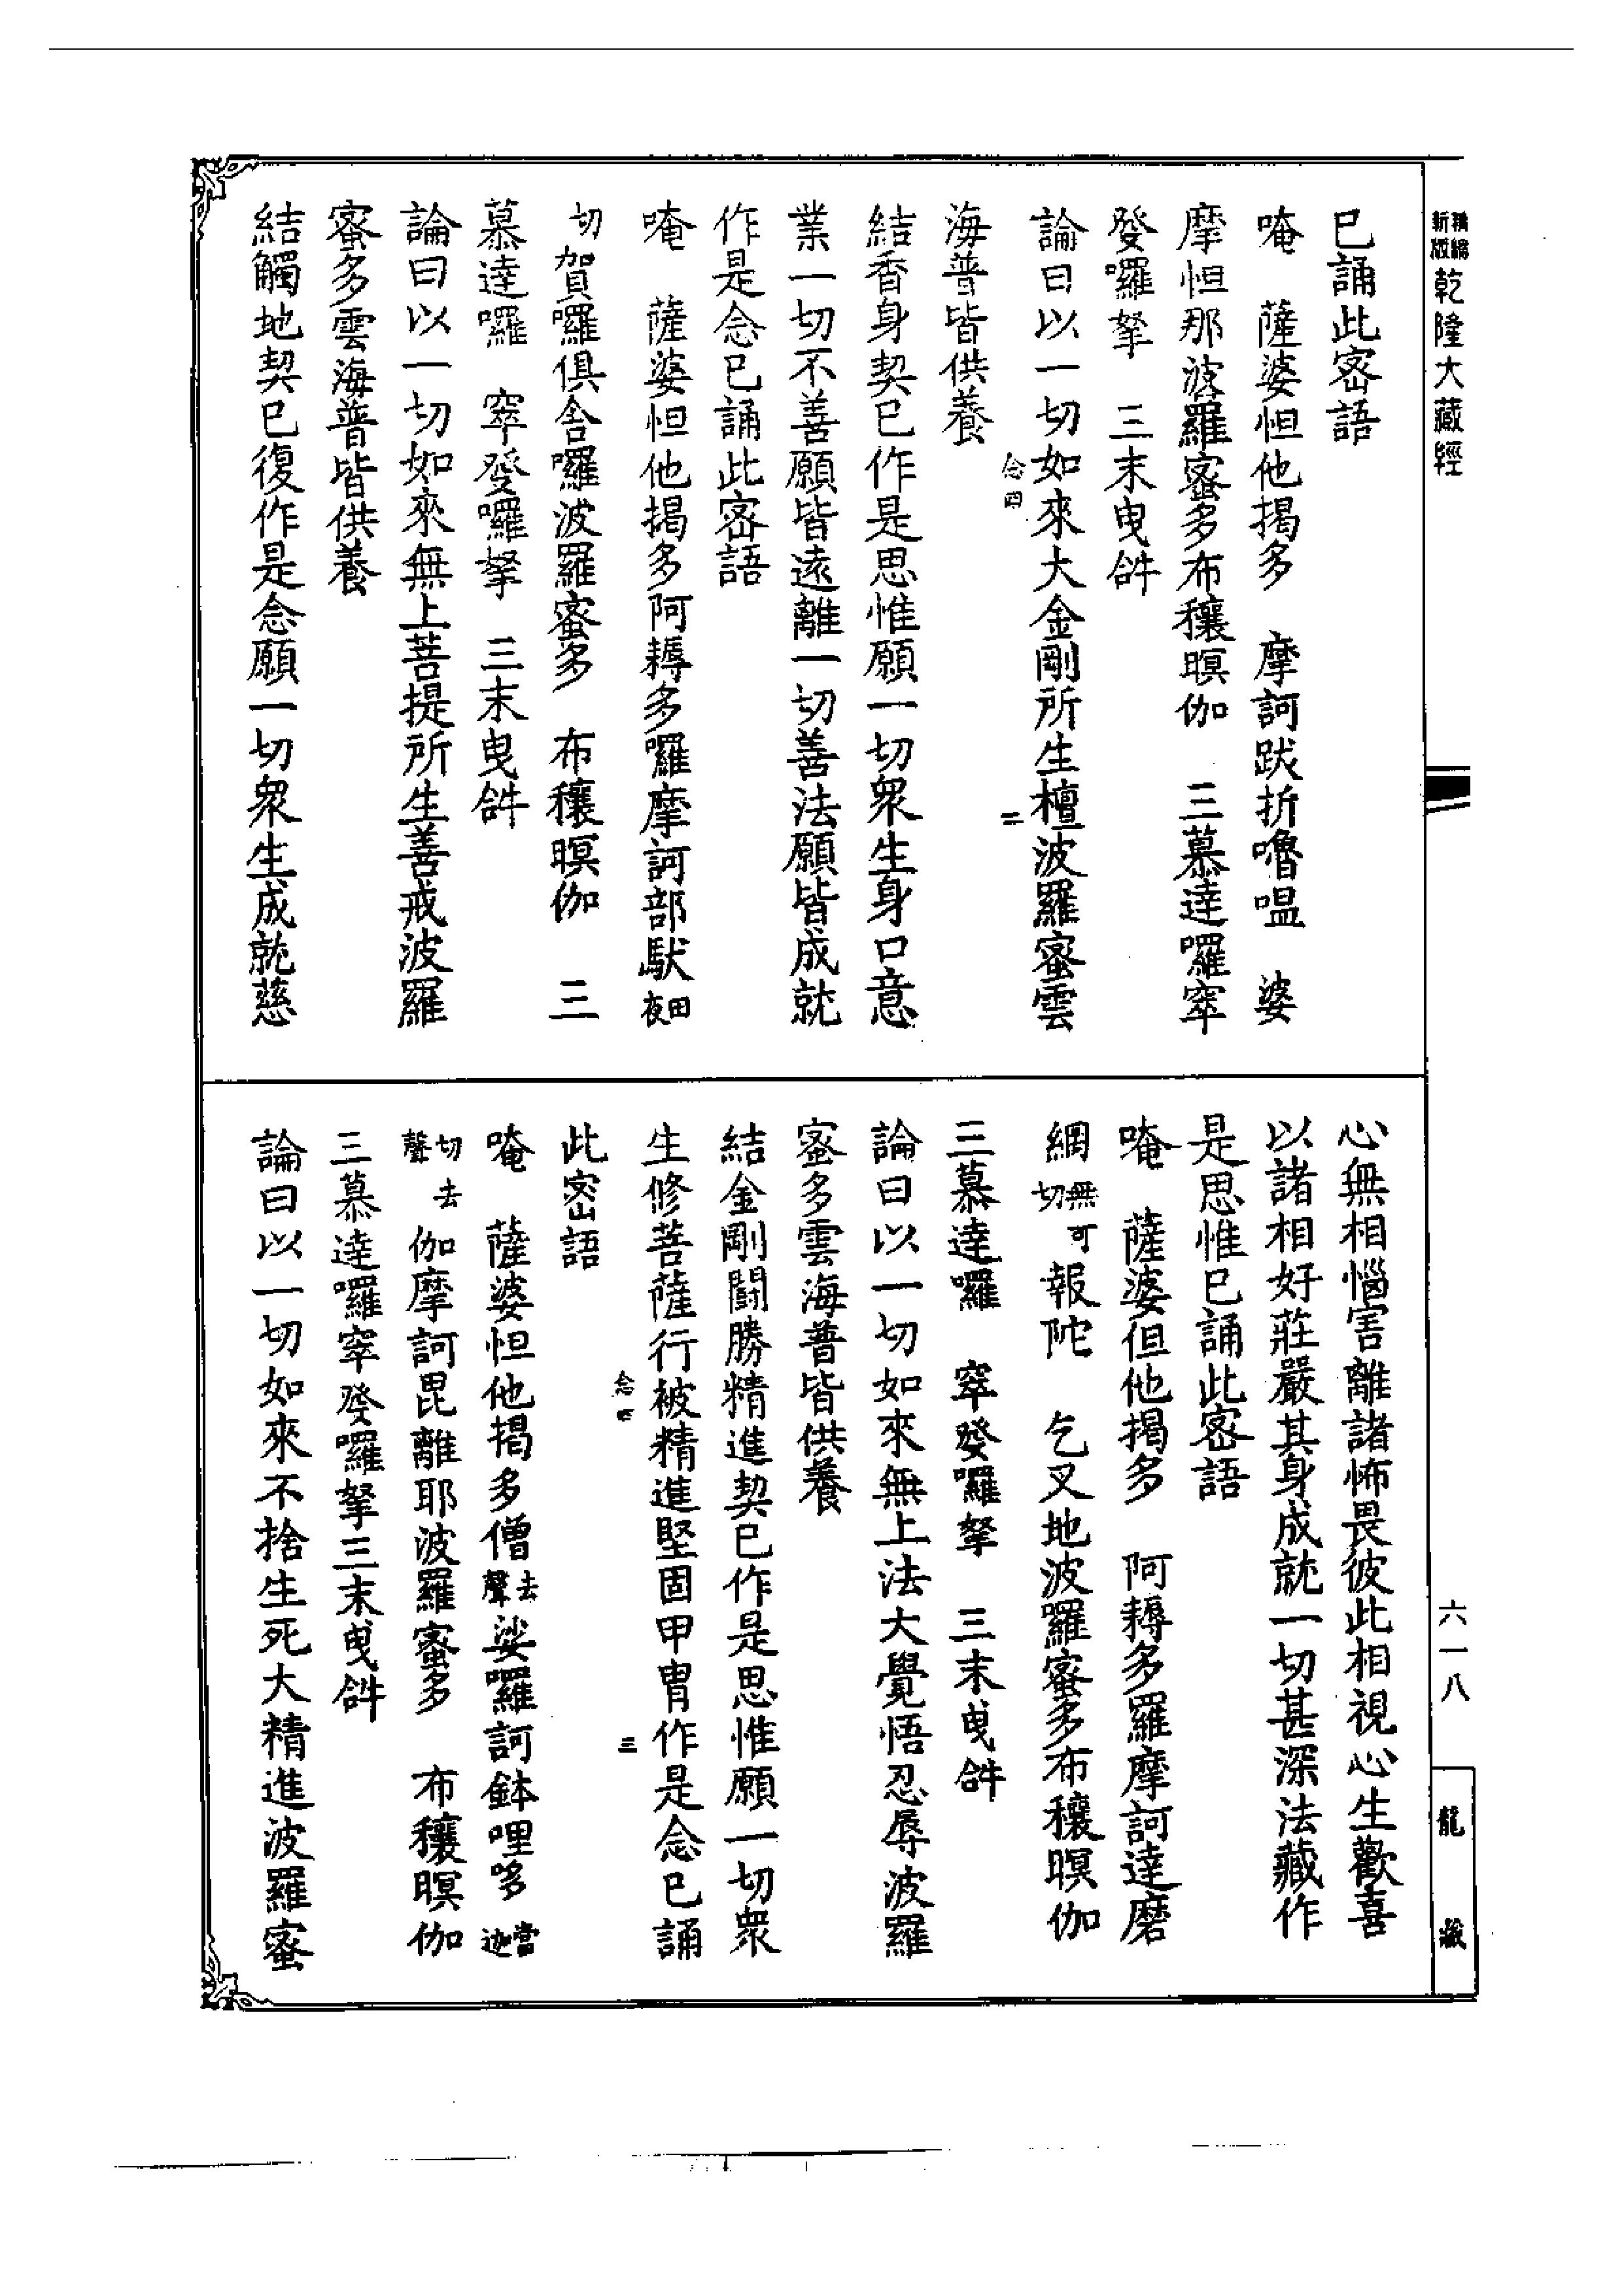 精縮新版乾隆大藏經
已誦此密語
唵　薩婆怛他揭多　摩訶跋折嚕嗢　婆
摩怛那波羅蜜多布穰暝伽　三慕達囉窣
發囉拏　三末曳𤙖
論曰以一切如來大金剛所生檀波羅蜜雲
念四　二
海普皆供養
結香身契已作是思惟願一切眾生身口意
業一切不善願皆遠離一切善法願皆成就
作是念已誦此密語
唵　薩婆怛他揭多阿耨多囉摩訶部馱田夜
切賀囉俱舍囉波羅蜜多　布穰暝伽　三
慕達囉　窣發囉拏　三末曳𤙖
論曰以一切如來無上菩提所生善戒波羅
蜜多雲海普皆供養
結觸地契已復作是念願一切眾生成就慈
心無相惱害離諸怖畏彼此相視心生歡喜
以諸相好莊嚴其身成就一切甚深法藏作
是思惟已誦此密語
唵　薩婆但他揭多　阿耨多羅摩訶達磨
網無可切報陀　乞叉地波羅蜜多布穰暝伽
三慕達囉　窣發囉拏　三末曳𤙖
論曰以一切如來無上法大覺悟忍辱波羅
蜜多雲海普皆供養
結金剛鬪勝精進契已作是思惟願一切眾
生修菩薩行被精進堅固甲冑作是念已誦
念四　三
此密語
唵　薩婆怛他揭多僧去聲娑囉訶鉢哩哆當迦
切去聲伽摩訶毘離耶波羅蜜多　布穰暝伽
三慕達囉窣發囉拏三末曳𤙖
論曰以一切如來不捨生死大精進波羅蜜
六一八
龍藏